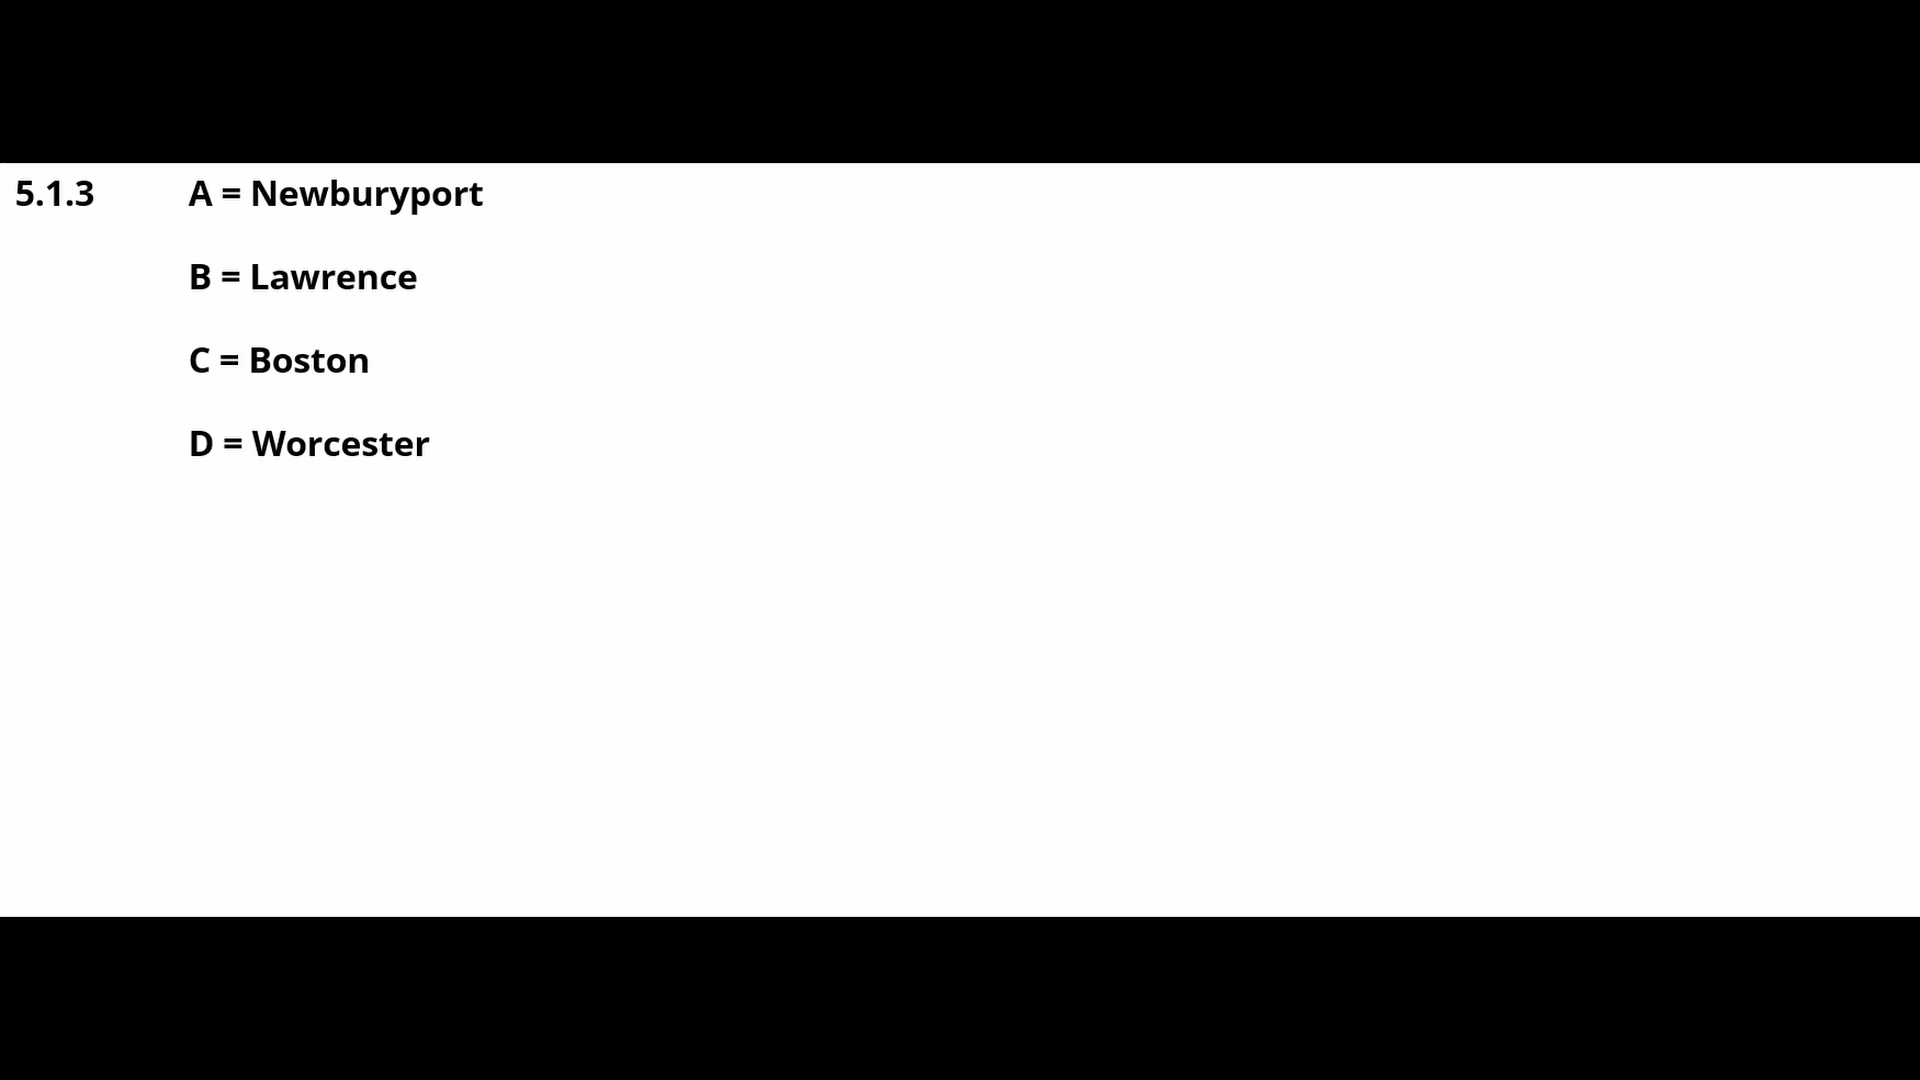 5.1.3 A = Newburyport
B = Lawrence
C = Boston
D = Worcester